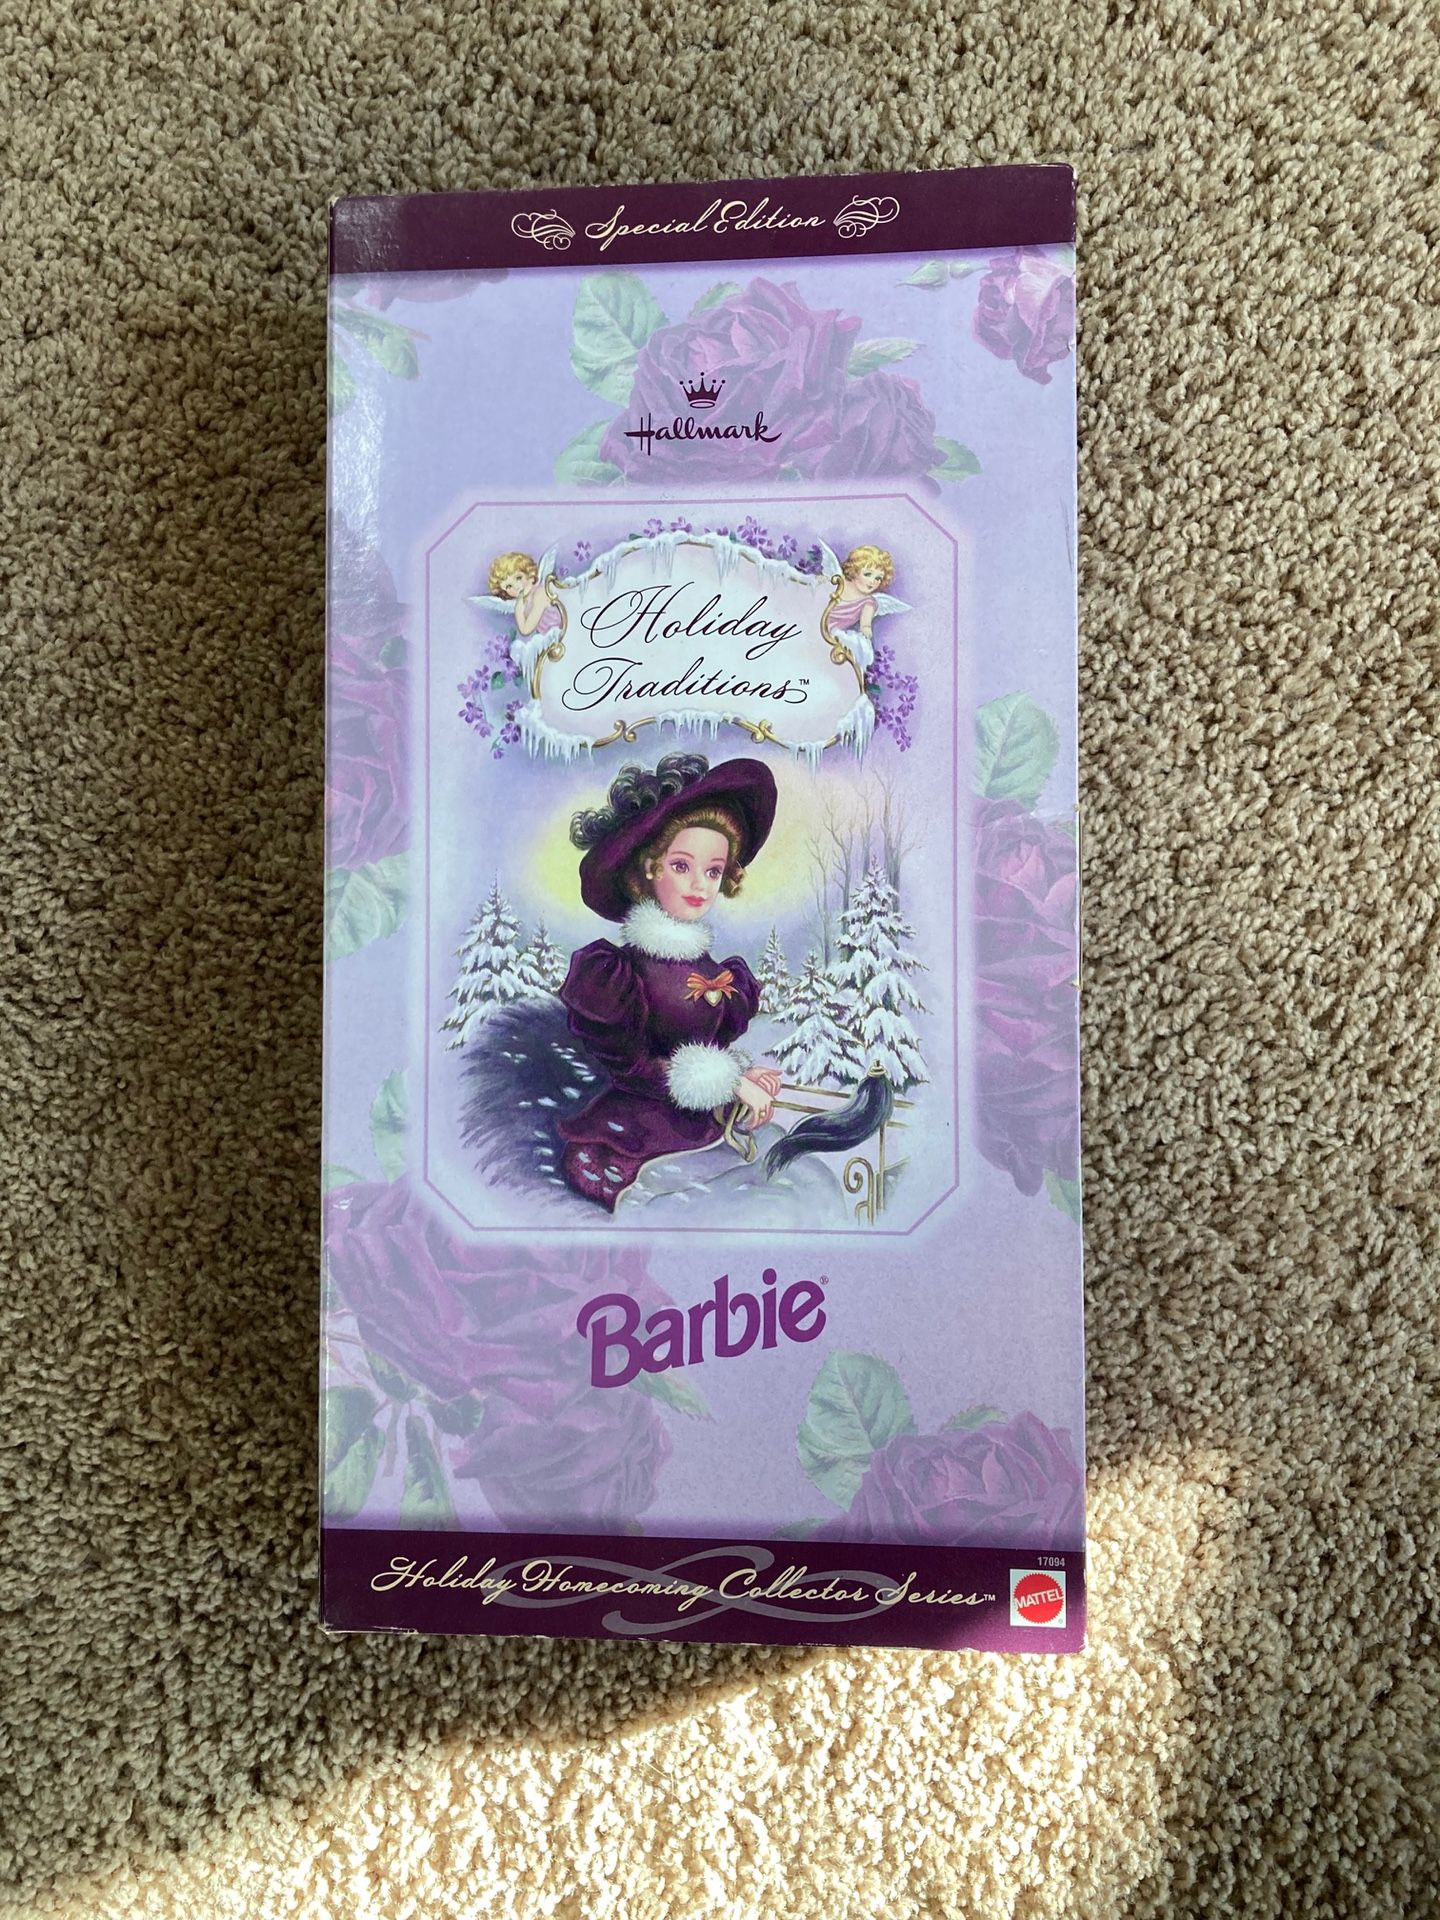 Special Edition
Hallmark
Holiday
Traditions™
Barbie®
17094
Holiday Homecoming Collector Series™
MATTEL
®